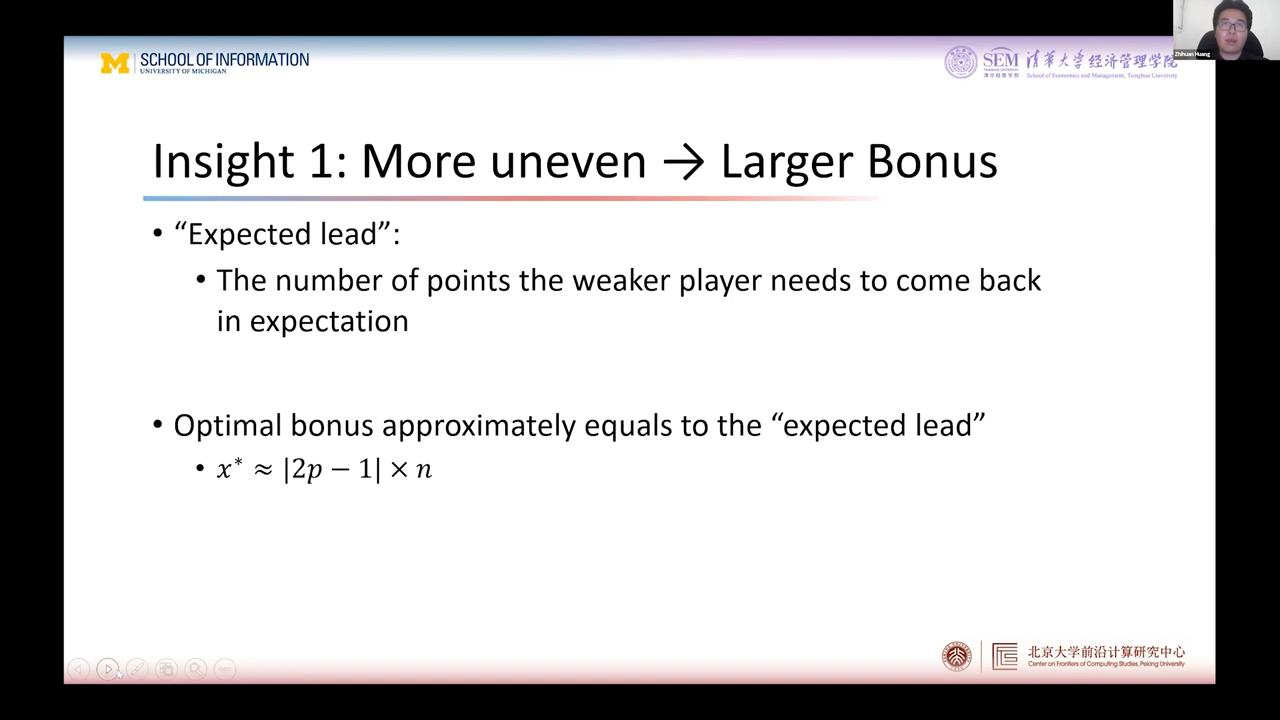 SCHOOL OF INFORMATION
UNIVERSITY OF MICHIGAN
SEM 清华大学经济管理学院
School of Economics and Management, Tsinghua University
Zhihuan Huang
Insight 1: More uneven → Larger Bonus
• “Expected lead”:
• The number of points the weaker player needs to come back
in expectation
• Optimal bonus approximately equals to the “expected lead”
• x* ≈ |2p − 1| × n
北京大学前沿计算研究中心
Center on Frontiers of Computing Studies, Peking University